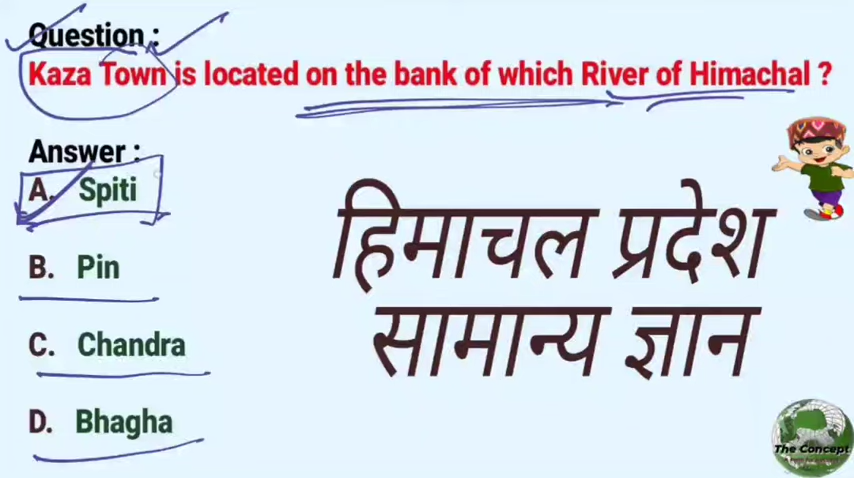 Question :
Kaza Town is located on the bank of which River of Himachal ?
Answer :
A. Spiti
B. Pin
C. Chandra
D. Bhagha
हिमाचल प्रदेश
सामान्य ज्ञान
The Concept